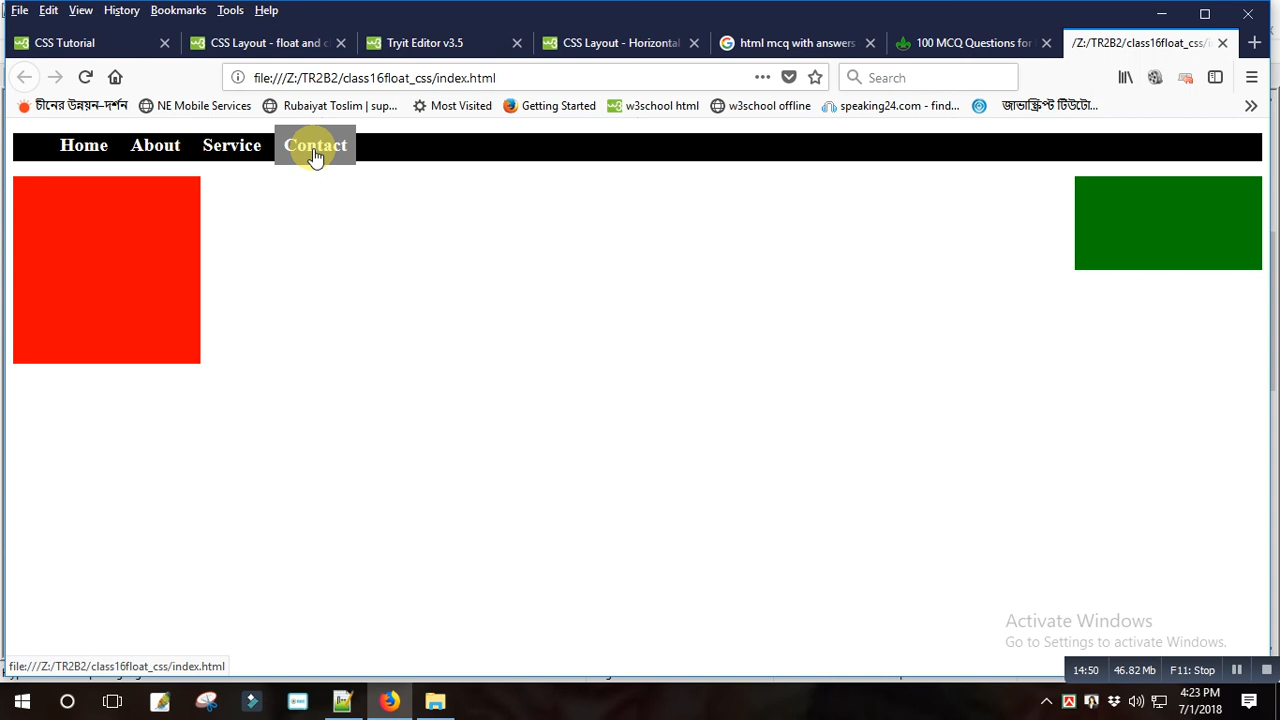 File Edit View History Bookmarks Tools Help
CSS Tutorial CSS Layout - float and c Tryit Editor v3.5 CSS Layout - Horizontal html mcq with answers 100 MCQ Questions for /Z:/TR2B2/class16float_css/in
file:///Z:/TR2B2/class16float_css/index.html Search
চীনের উন্নয়ন-দর্শন NE Mobile Services Rubaiyat Toslim | sup... Most Visited Getting Started w3school html w3school offline speaking24.com - find... জাভাস্ক্রিপ্ট টিউটো...
Home About Service Contact
Activate Windows
Go to Settings to activate Windows.
file:///Z:/TR2B2/class16float_css/index.html
14:50 46.82 Mb F11: Stop
4:23 PM
7/1/2018